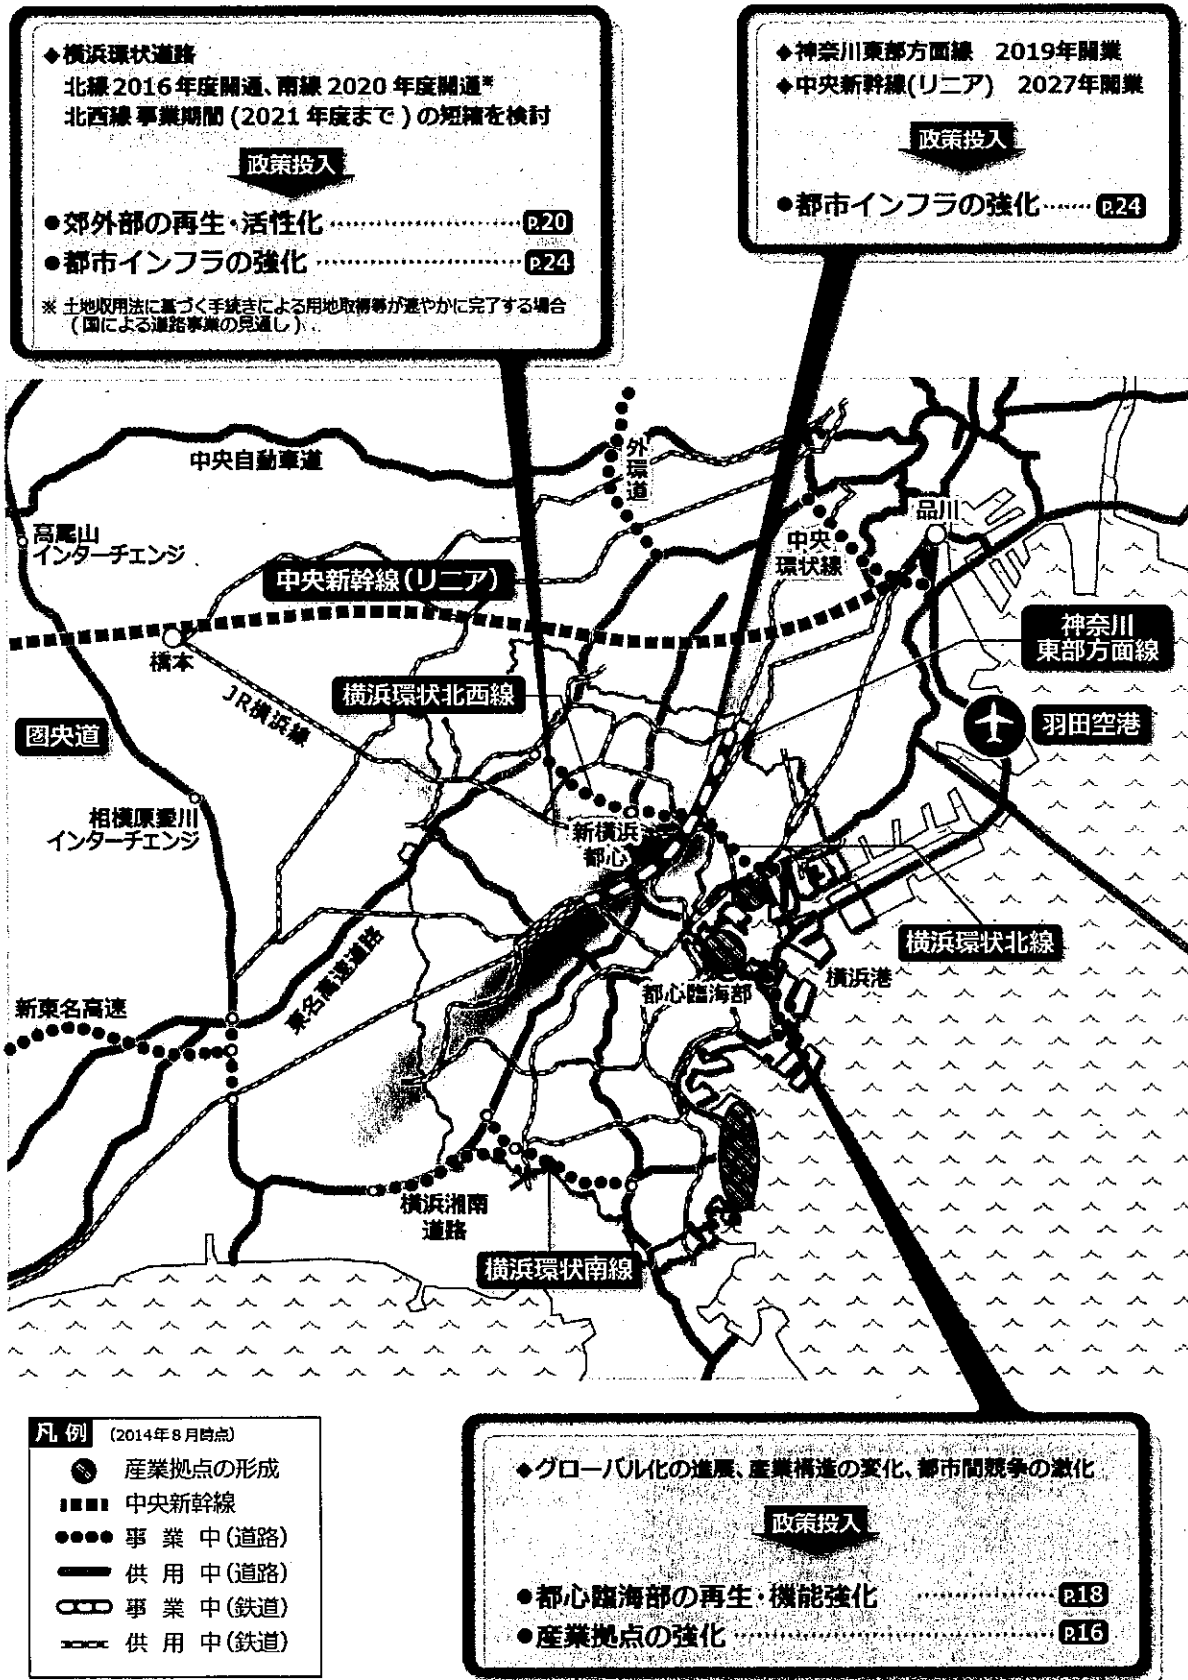 ◆横浜環状道路
北線2016年度開通、南線2020年度開通※
北西線 事業期間(2021年度まで)の短縮を検討
政策投入
●郊外部の再生・活性化 P.20
●都市インフラの強化 P.24
※ 土地収用法に基づく手続きによる用地取得等が速やかに完了する場合
(国による道路事業の見通し)
◆神奈川東部方面線 2019年開業
◆中央新幹線(リニア) 2027年開業
政策投入
●都市インフラの強化 P.24
中央自動車道
外環道
品川
高尾山
インターチェンジ
中央
環状線
中央新幹線(リニア)
神奈川
東部方面線
橋本
横浜環状北西線
JR横浜線
圏央道
羽田空港
相模原愛川
インターチェンジ
新横浜
都心
横浜環状北線
東名高速道路
都心臨海部
横浜港
新東名高速
横浜湘南
道路
横浜環状南線
凡例 (2014年8月時点)
産業拠点の形成
中央新幹線
事業中(道路)
供用中(道路)
事業中(鉄道)
供用中(鉄道)
◆グローバル化の進展、産業構造の変化、都市間競争の激化
政策投入
●都心臨海部の再生・機能強化 P.18
●産業拠点の強化 P.16